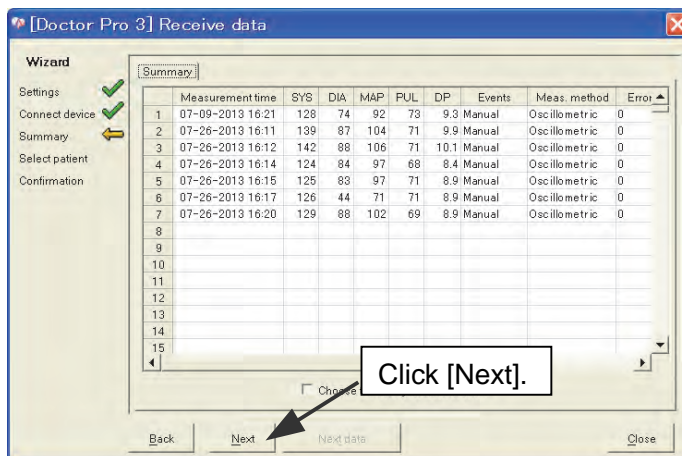 [Doctor Pro 3] Receive data
Wizard
Settings
Connect device
Summary
Select patient
Confirmation
Summary
Measurement time SYS DIA MAP PUL DP Events Meas. method Error
1 07-09-2013 16:21 128 74 92 73 9.3 Manual Oscillometric 0
2 07-26-2013 16:11 139 87 104 71 9.9 Manual Oscillometric 0
3 07-26-2013 16:12 142 88 106 71 10.1 Manual Oscillometric 0
4 07-26-2013 16:14 124 84 97 68 8.4 Manual Oscillometric 0
5 07-26-2013 16:15 125 83 97 71 8.9 Manual Oscillometric 0
6 07-26-2013 16:17 126 44 71 71 8.9 Manual Oscillometric 0
7 07-26-2013 16:20 129 88 102 69 8.9 Manual Oscillometric 0
8
9
10
11
12
13
14
15
Click [Next].
Back Next Next data Close